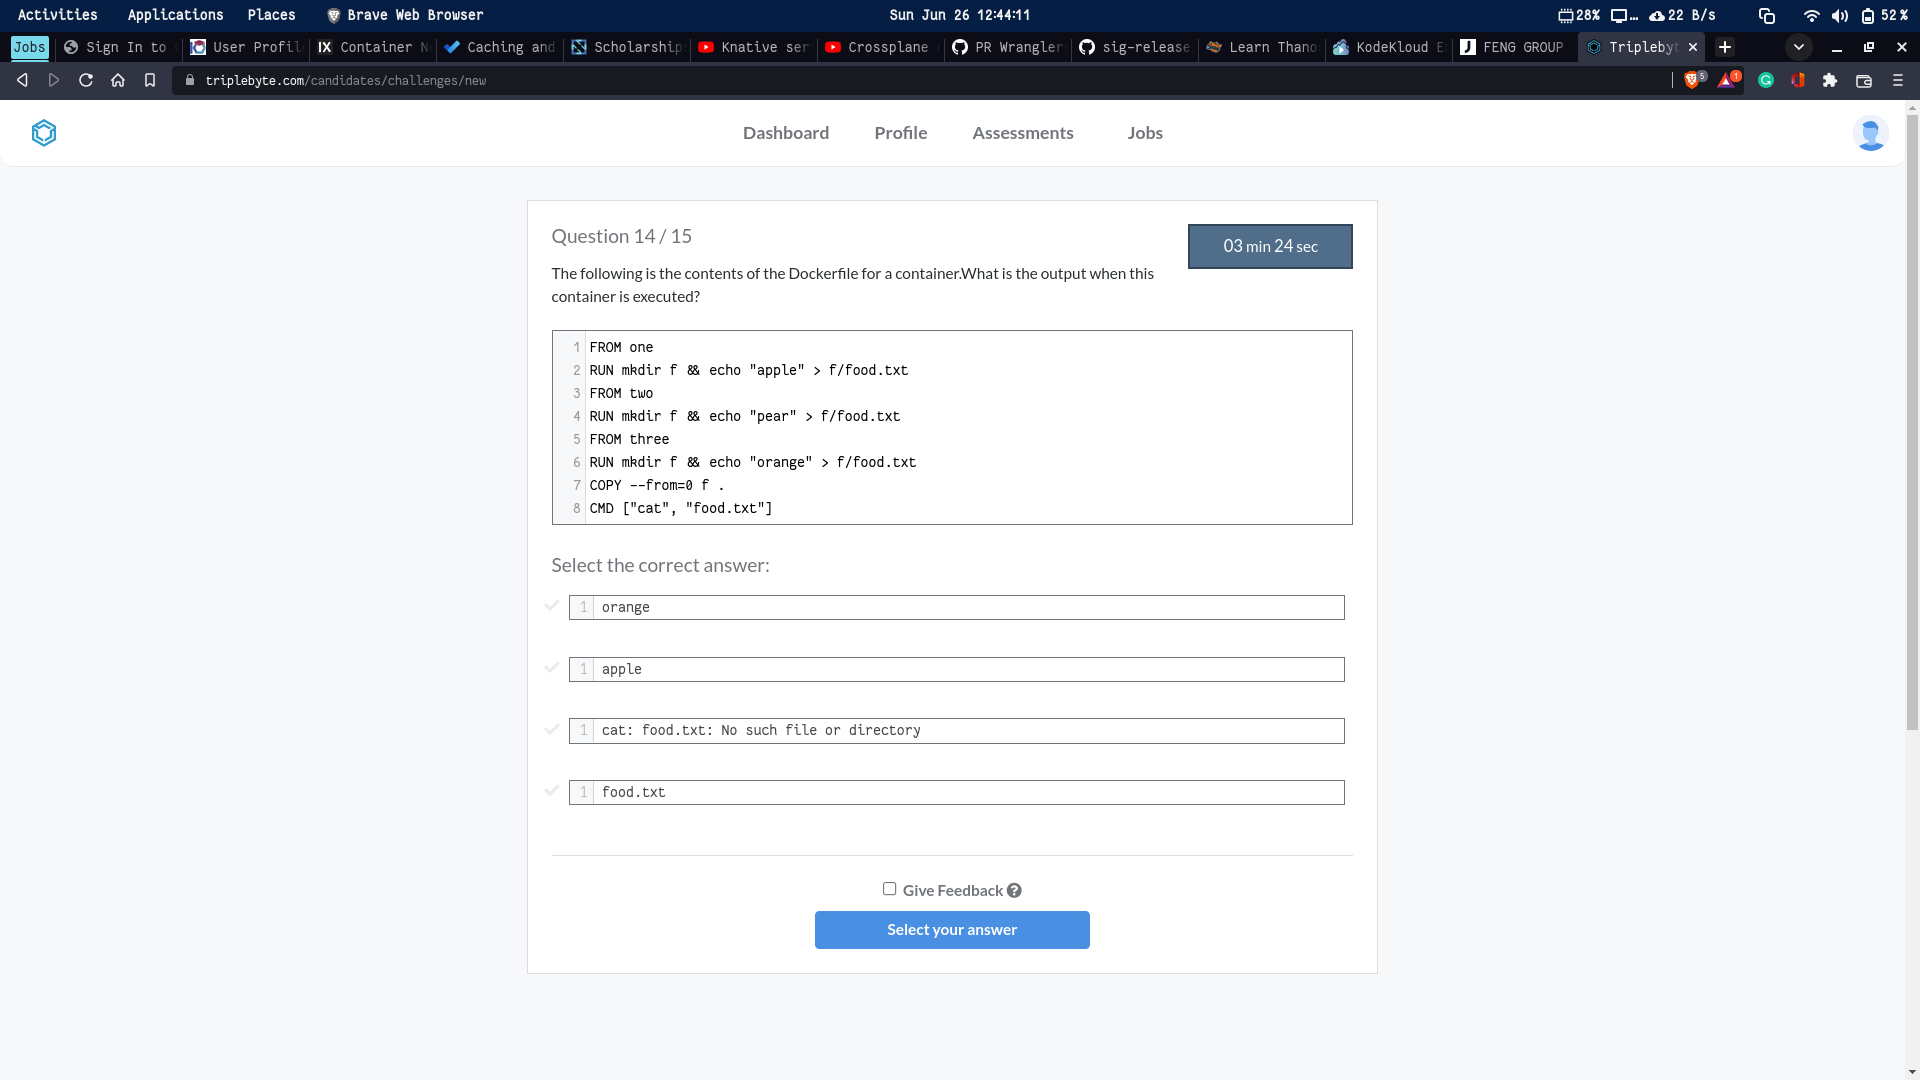 Activities Applications Places Brave Web Browser Sun Jun 26 12:44:11 28% … 22 B/s 52%
Jobs Sign In to User Profil IX Container N Caching and Scholarship Knative ser Crossplane PR Wrangler sig-release Learn Thano KodeKloud E J FENG GROUP Triplebyt
triplebyte.com/candidates/challenges/new 5 1
Dashboard Profile Assessments Jobs
Question 14 / 15
03 min 24 sec
The following is the contents of the Dockerfile for a container.What is the output when this
container is executed?
1 FROM one
2 RUN mkdir f && echo "apple" > f/food.txt
3 FROM two
4 RUN mkdir f && echo "pear" > f/food.txt
5 FROM three
6 RUN mkdir f && echo "orange" > f/food.txt
7 COPY --from=0 f .
8 CMD ["cat", "food.txt"]
Select the correct answer:
1 orange
1 apple
1 cat: food.txt: No such file or directory
1 food.txt
Give Feedback ?
Select your answer